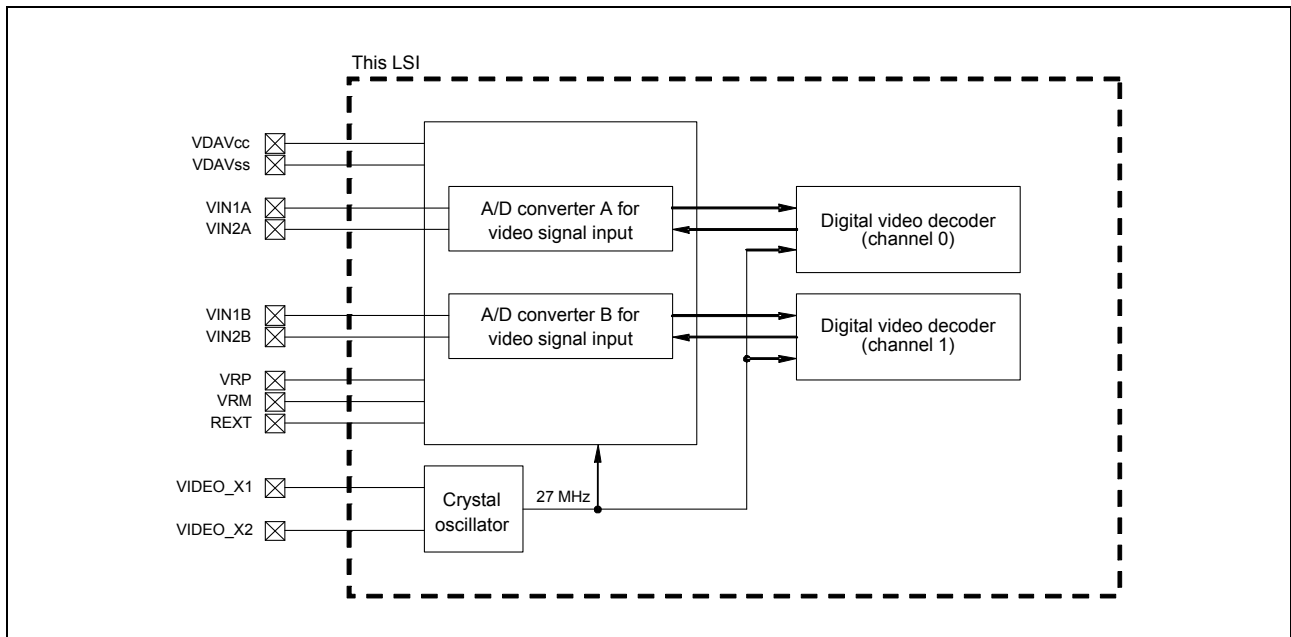 This LSI
VDAVcc
VDAVss
VIN1A
VIN2A
A/D converter A for
video signal input
Digital video decoder
(channel 0)
VIN1B
VIN2B
A/D converter B for
video signal input
Digital video decoder
(channel 1)
VRP
VRM
REXT
VIDEO_X1
VIDEO_X2
Crystal
oscillator
27 MHz